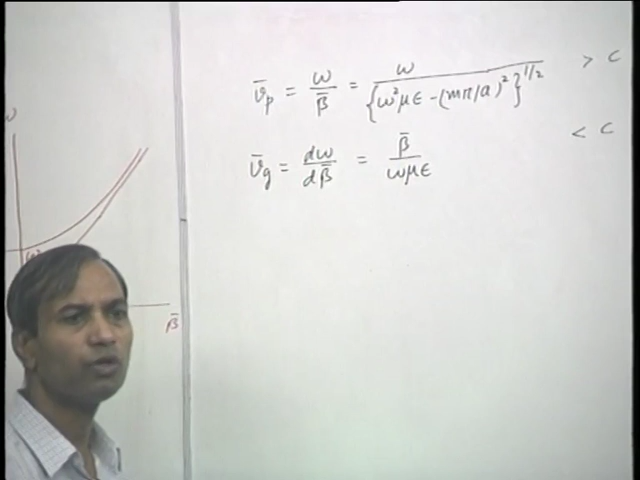 v̄p = ω/β̄ = ω/{ω²με - (mπ/a)²}^1/2 > c
v̄g = dω/dβ̄ = β̄/ωμε < c
ω
β̄